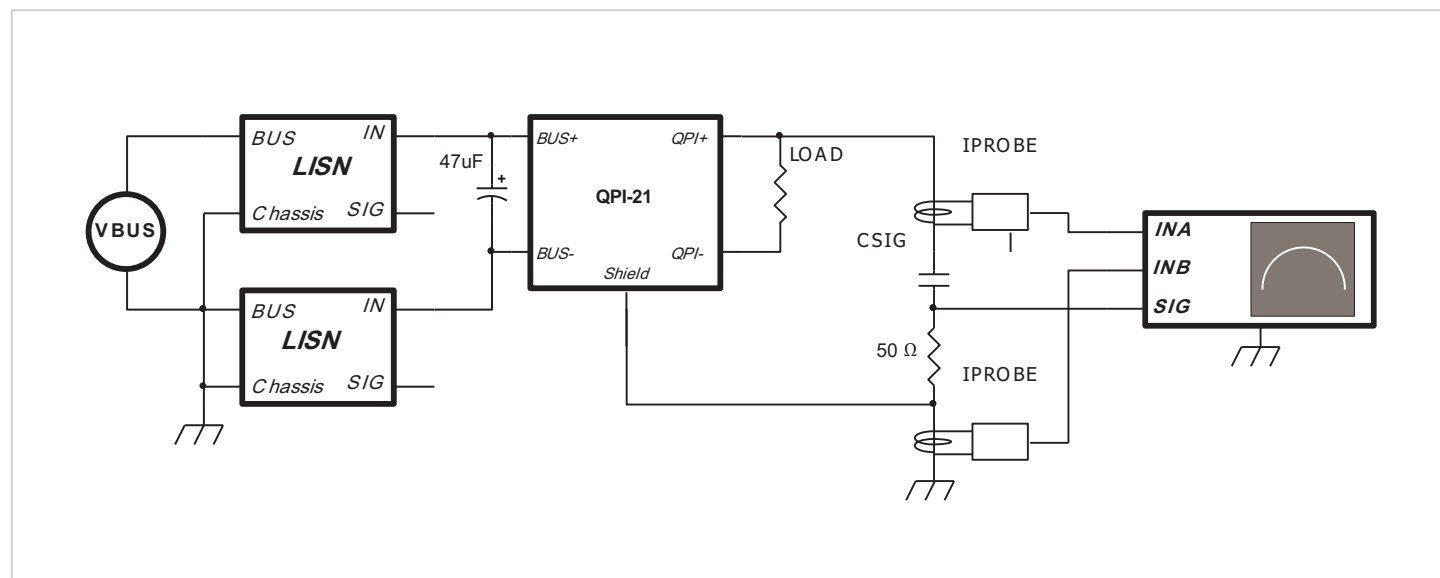 VBUS
BUS IN
LISN
Chassis SIG
BUS IN
LISN
Chassis SIG
47uF
+
BUS+ QPI+
QPI-21
BUS- QPI-
Shield
LOAD
IPROBE
CSIG
50 Ω
IPROBE
INA
INB
SIG